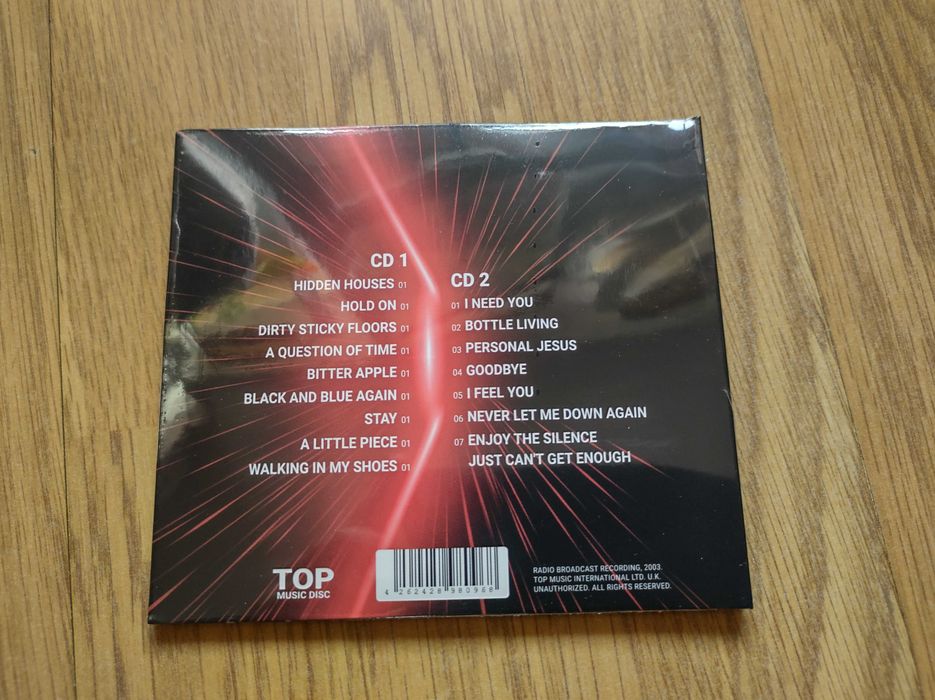 CD 1
HIDDEN HOUSES 01
HOLD ON 01
DIRTY STICKY FLOORS 01
A QUESTION OF TIME 01
BITTER APPLE 01
BLACK AND BLUE AGAIN 01
STAY 01
A LITTLE PIECE 01
WALKING IN MY SHOES 01
CD 2
01 I NEED YOU
02 BOTTLE LIVING
03 PERSONAL JESUS
04 GOODBYE
05 I FEEL YOU
06 NEVER LET ME DOWN AGAIN
07 ENJOY THE SILENCE
JUST CAN'T GET ENOUGH
TOP
MUSIC DISC
4 262428 980968
RADIO BROADCAST RECORDING, 2003.
TOP MUSIC INTERNATIONAL LTD. U.K.
UNAUTHORIZED. ALL RIGHTS RESERVED.